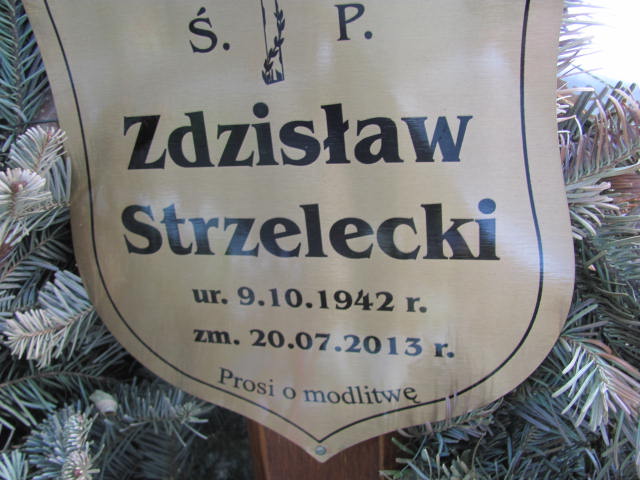 Ś. P.
Zdzisław
Strzelecki
ur. 9.10.1942 r.
zm. 20.07.2013 r.
Prosi o modlitwę